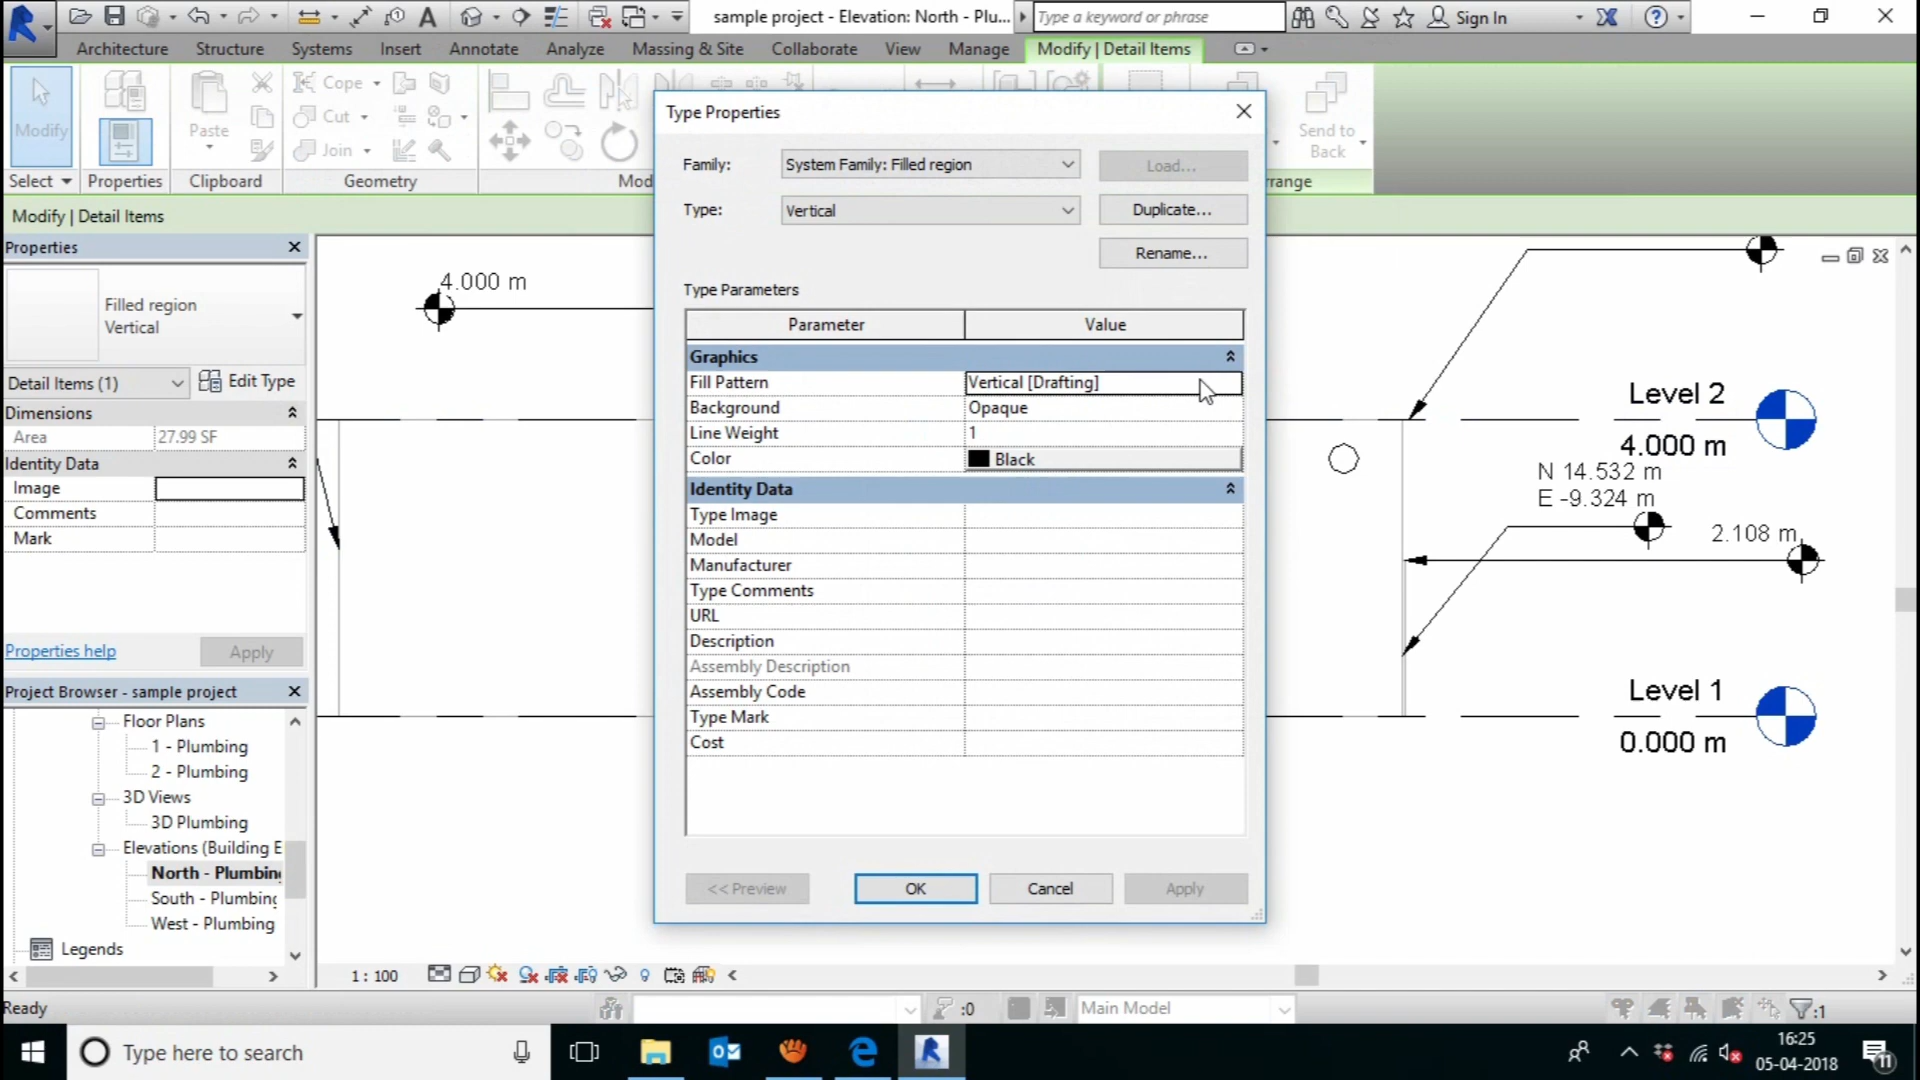 sample project - Elevation: North - Plu...
Type a keyword or phrase
Sign In
Architecture Structure Systems Insert Annotate Analyze Massing & Site Collaborate View Manage Modify | Detail Items
Modify
Select
Properties
Paste
Clipboard
Cope
Cut
Join
Geometry
Mod
Send to
Back
rrange
Modify | Detail Items
Properties
Filled region
Vertical
Detail Items (1)
Edit Type
Dimensions
Area 27.99 SF
Identity Data
Image
Comments
Mark
Properties help
Apply
Project Browser - sample project
Floor Plans
1 - Plumbing
2 - Plumbing
3D Views
3D Plumbing
Elevations (Building E
North - Plumbing
South - Plumbing
West - Plumbing
Legends
4.000 m
Type Properties
Family: System Family: Filled region Load...
Type: Vertical Duplicate...
Rename...
Type Parameters
Parameter Value
Graphics
Fill Pattern Vertical [Drafting]
Background Opaque
Line Weight 1
Color Black
Identity Data
Type Image
Model
Manufacturer
Type Comments
URL
Description
Assembly Description
Assembly Code
Type Mark
Cost
<< Preview OK Cancel Apply
Level 2
4.000 m
N 14.532 m
E -9.324 m
2.108 m
Level 1
0.000 m
1 : 100
Ready
:0
Main Model
:1
Type here to search
16:25
05-04-2018
11